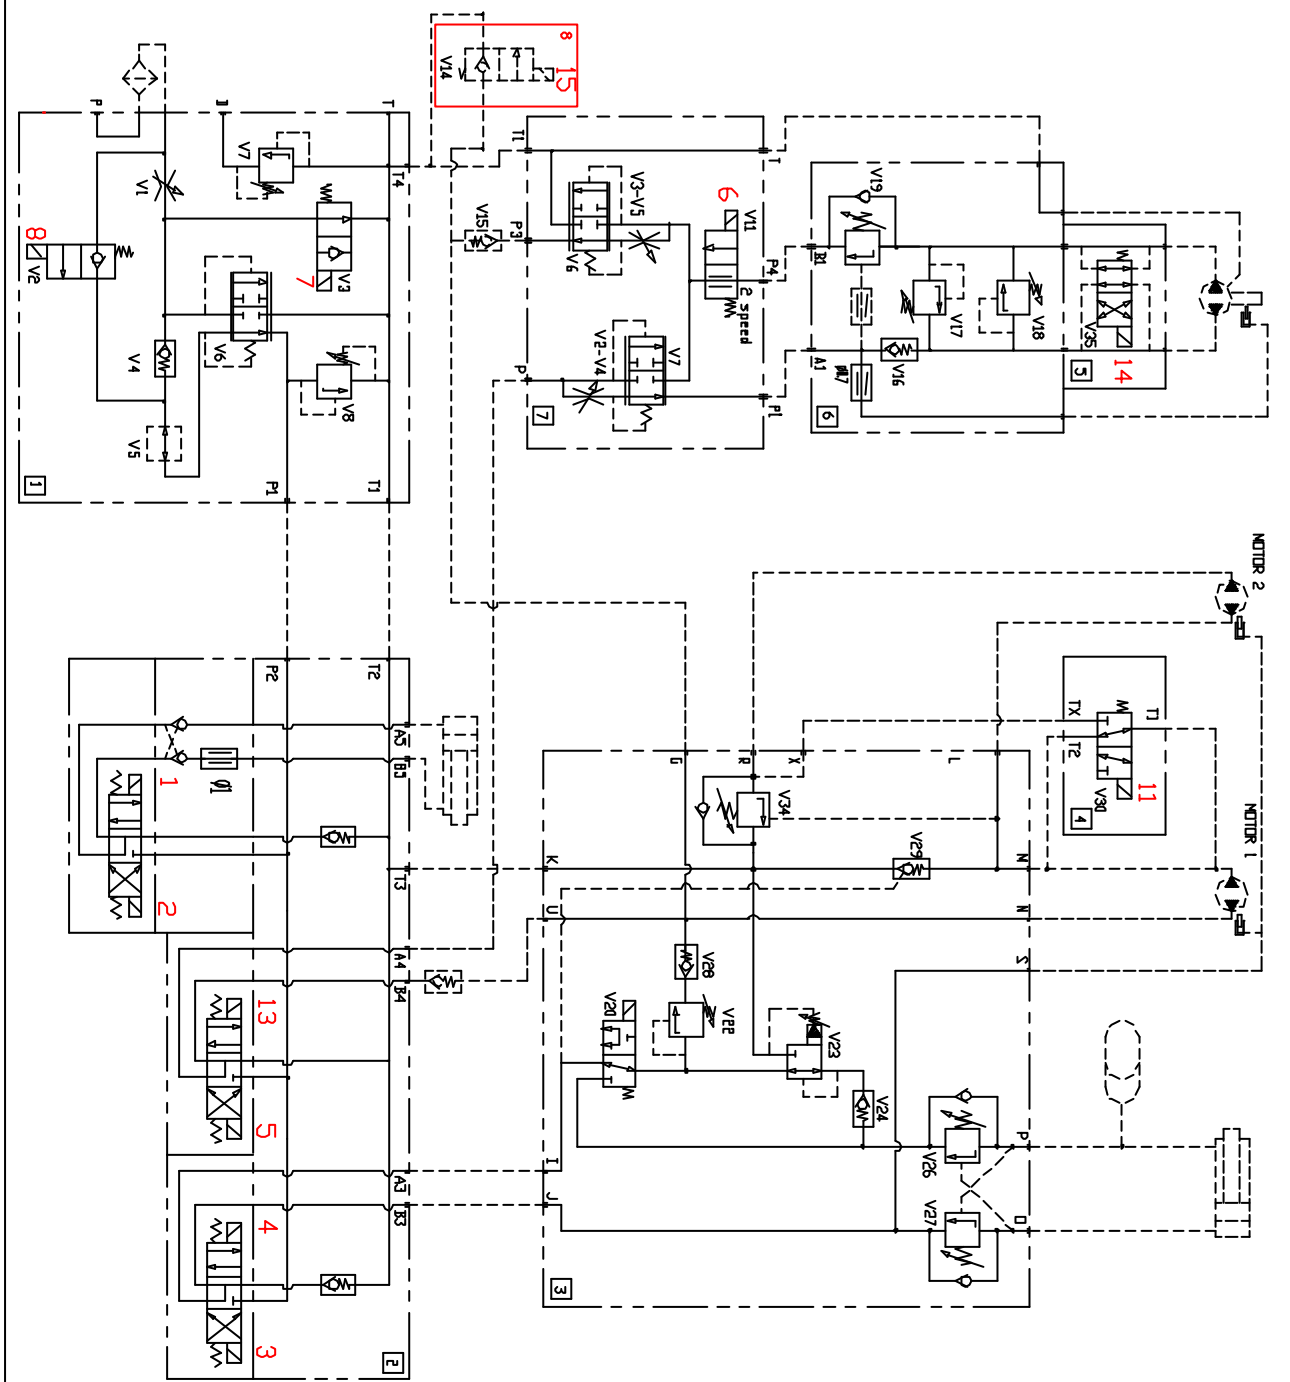 8
15
V14
P
D
T
T4
V7
V1
V3
7
8
V2
V6
V4
V8
V5
P1
T1
1
T1
T
V3-V5
6
V11
V15
P3
V6
P4
2 speed
V2-V4
V7
P
P1
7
V19
B1
V17
V18
V35
A1
V16
5
14
6
MOTOR 2
TX
T1
T2
V30
11
4
MOTOR 1
P2
T2
A5
B5
1
2
T3
A4
B4
13
5
A3
B3
4
3
2
G
R
X
L
V34
V29
K
M
U
N
S
V28
V22
V20
V23
V24
I
J
P
V26
V27
3